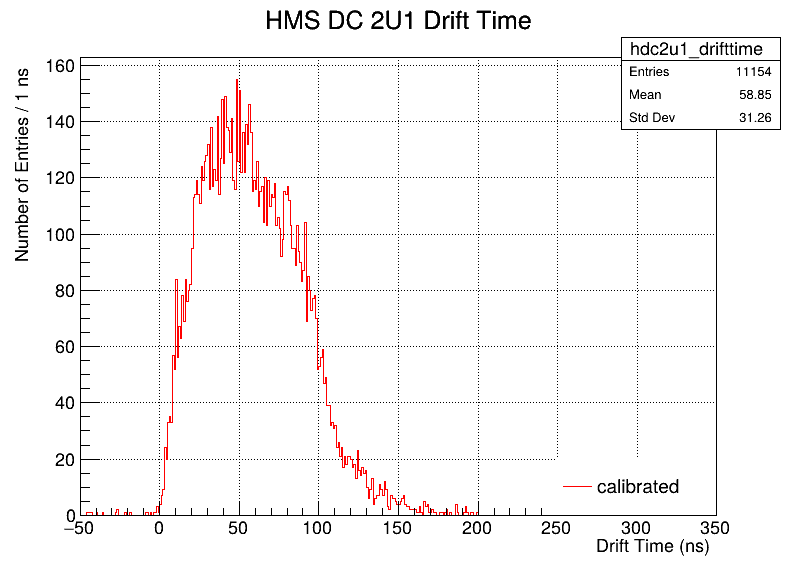 HMS DC 2U1 Drift Time
hdc2u1_drifttime
Entries 11154
Mean 58.85
Std Dev 31.26
Number of Entries / 1 ns
160
140
120
100
80
60
40
20
0
calibrated
−50 0 50 100 150 200 250 300 350
Drift Time (ns)